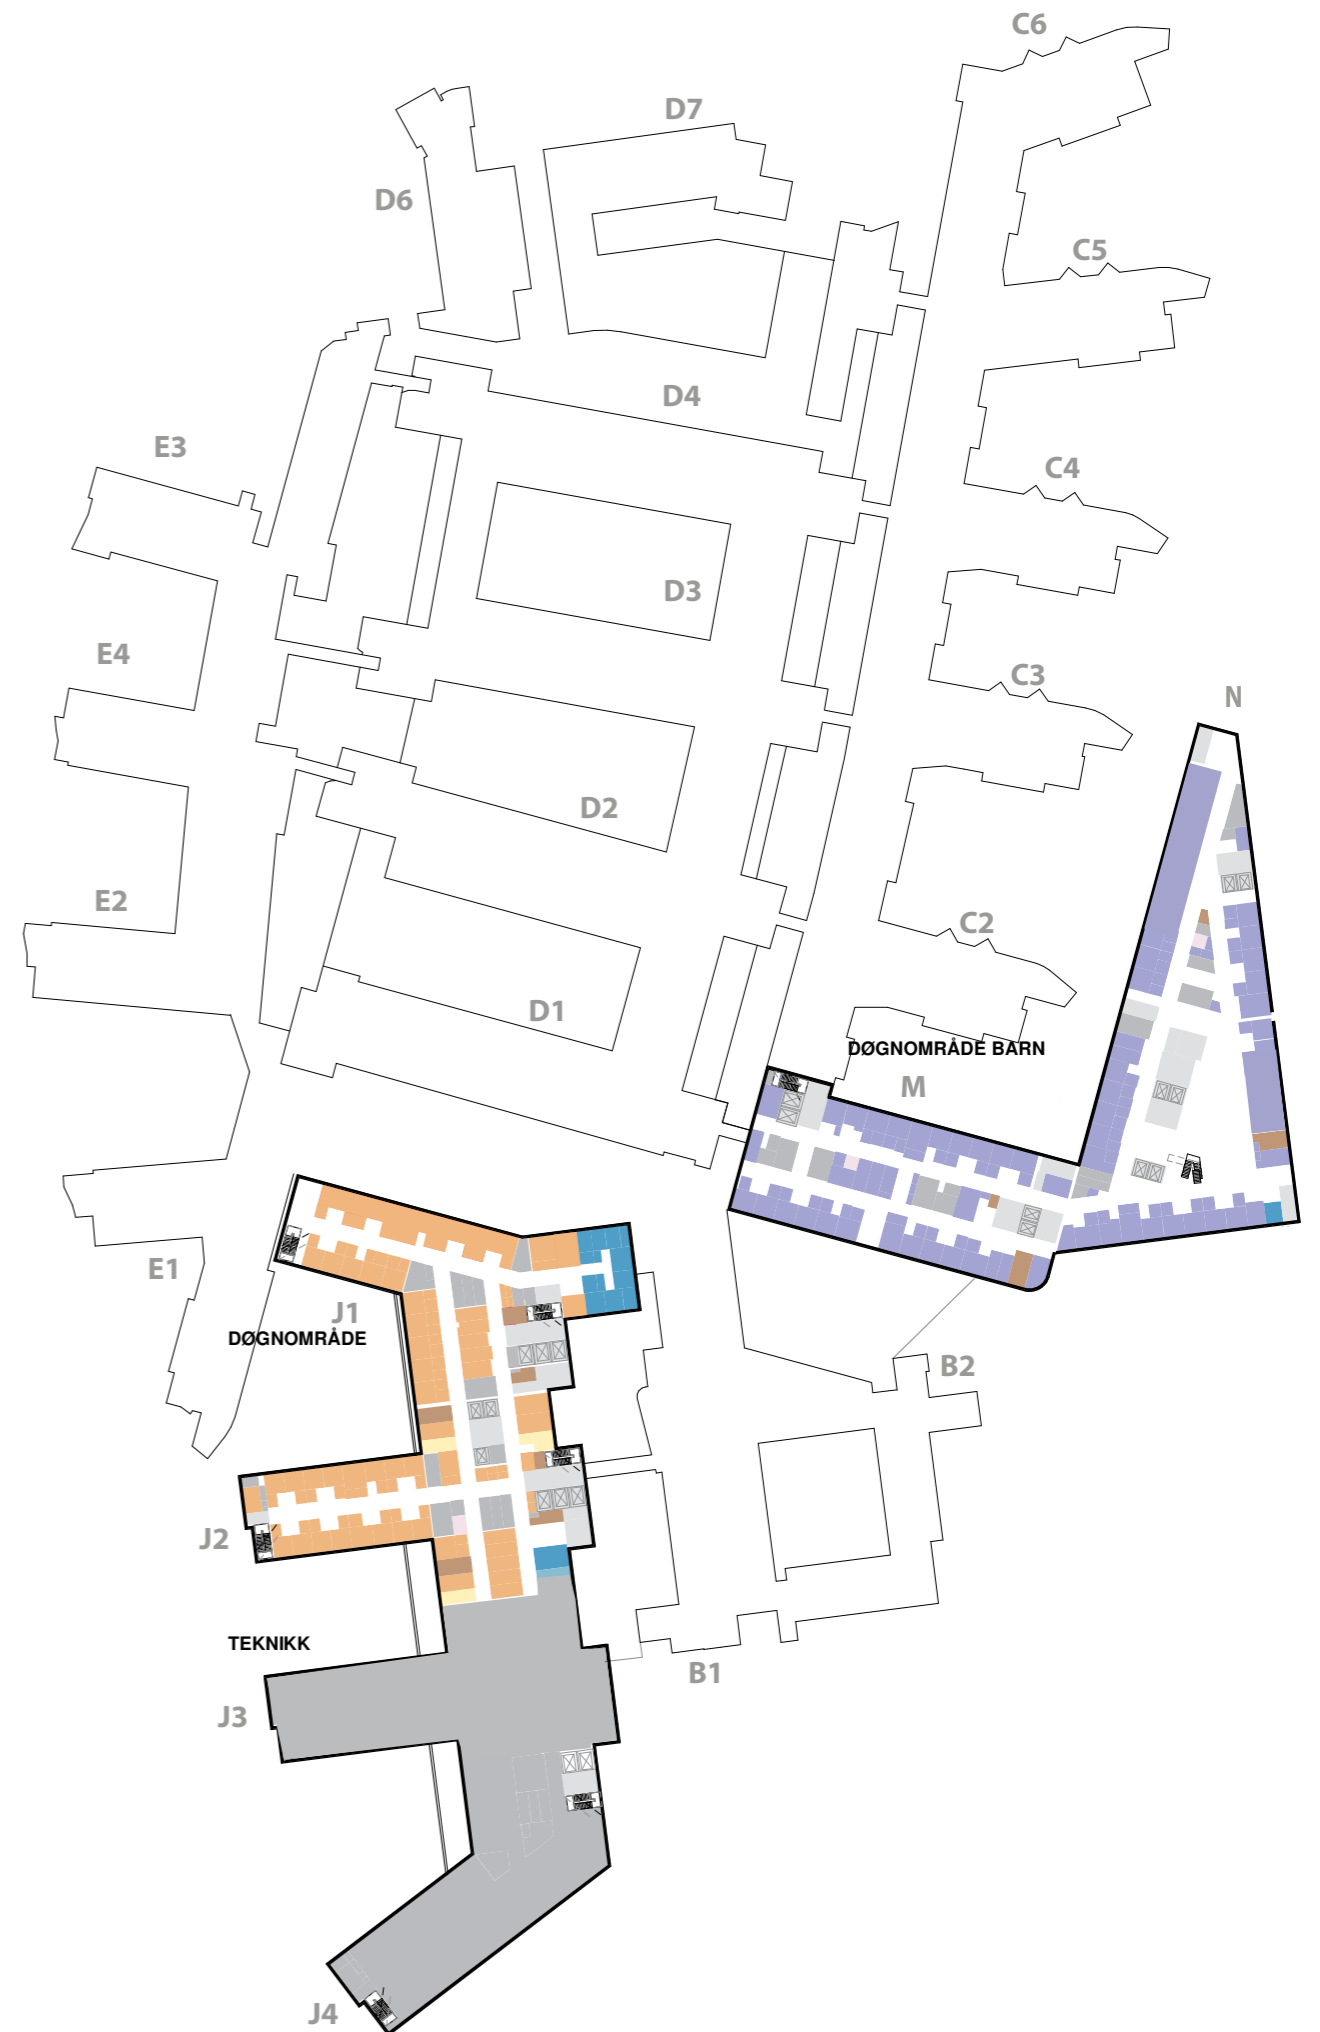 C6
D7
D6
C5
D4
E3
C4
D3
E4
C3
N
D2
E2
C2
D1
DØGNOMRÅDE BARN
M
E1
J1
DØGNOMRÅDE
B2
J2
TEKNIKK
B1
J3
J4